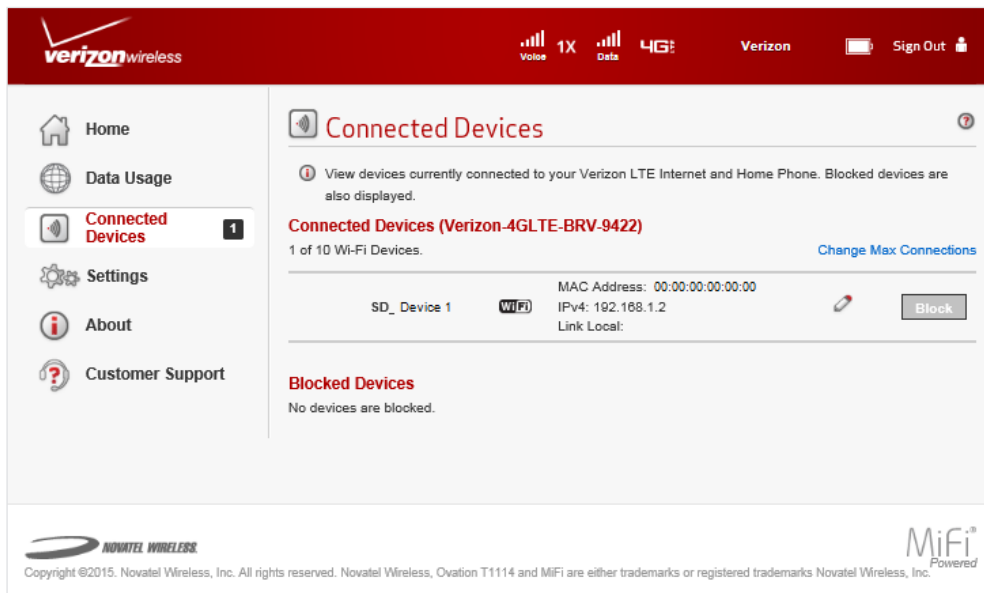 verizonwireless
Voice 1X Data 4G LTE Verizon Sign Out
Home
Data Usage
Connected
Devices 1
Settings
About
Customer Support
Connected Devices ?
i View devices currently connected to your Verizon LTE Internet and Home Phone. Blocked devices are
also displayed.
Connected Devices (Verizon-4GLTE-BRV-9422)
1 of 10 Wi-Fi Devices. Change Max Connections
MAC Address: 00:00:00:00:00:00
SD_ Device 1 WiFi IPv4: 192.168.1.2 Block
Link Local:
Blocked Devices
No devices are blocked.
NOVATEL WIRELESS.
MiFi®
Powered
Copyright ©2015. Novatel Wireless, Inc. All rights reserved. Novatel Wireless, Ovation T1114 and MiFi are either trademarks or registered trademarks Novatel Wireless, Inc.